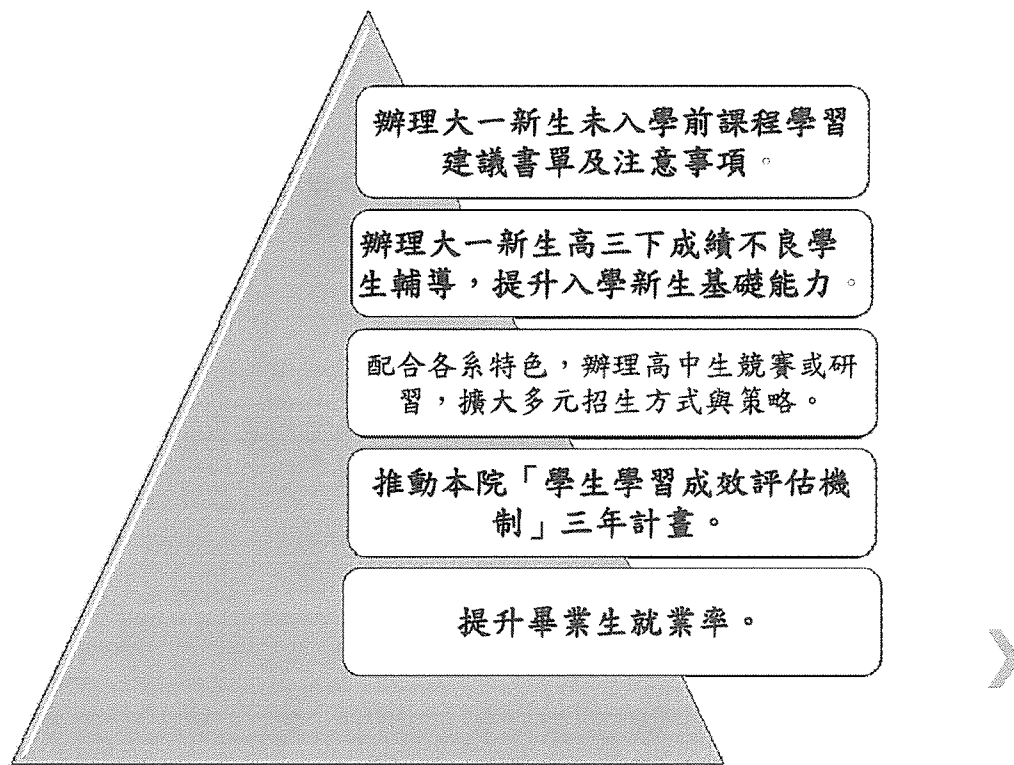 辦理大一新生未入學前課程學習
建議書單及注意事項。
辦理大一新生高三下成績不良學
生輔導，提升入學新生基礎能力。
配合各系特色，辦理高中生競賽或研
習，擴大多元招生方式與策略。
推動本院「學生學習成效評估機
制」三年計畫。
提升畢業生就業率。